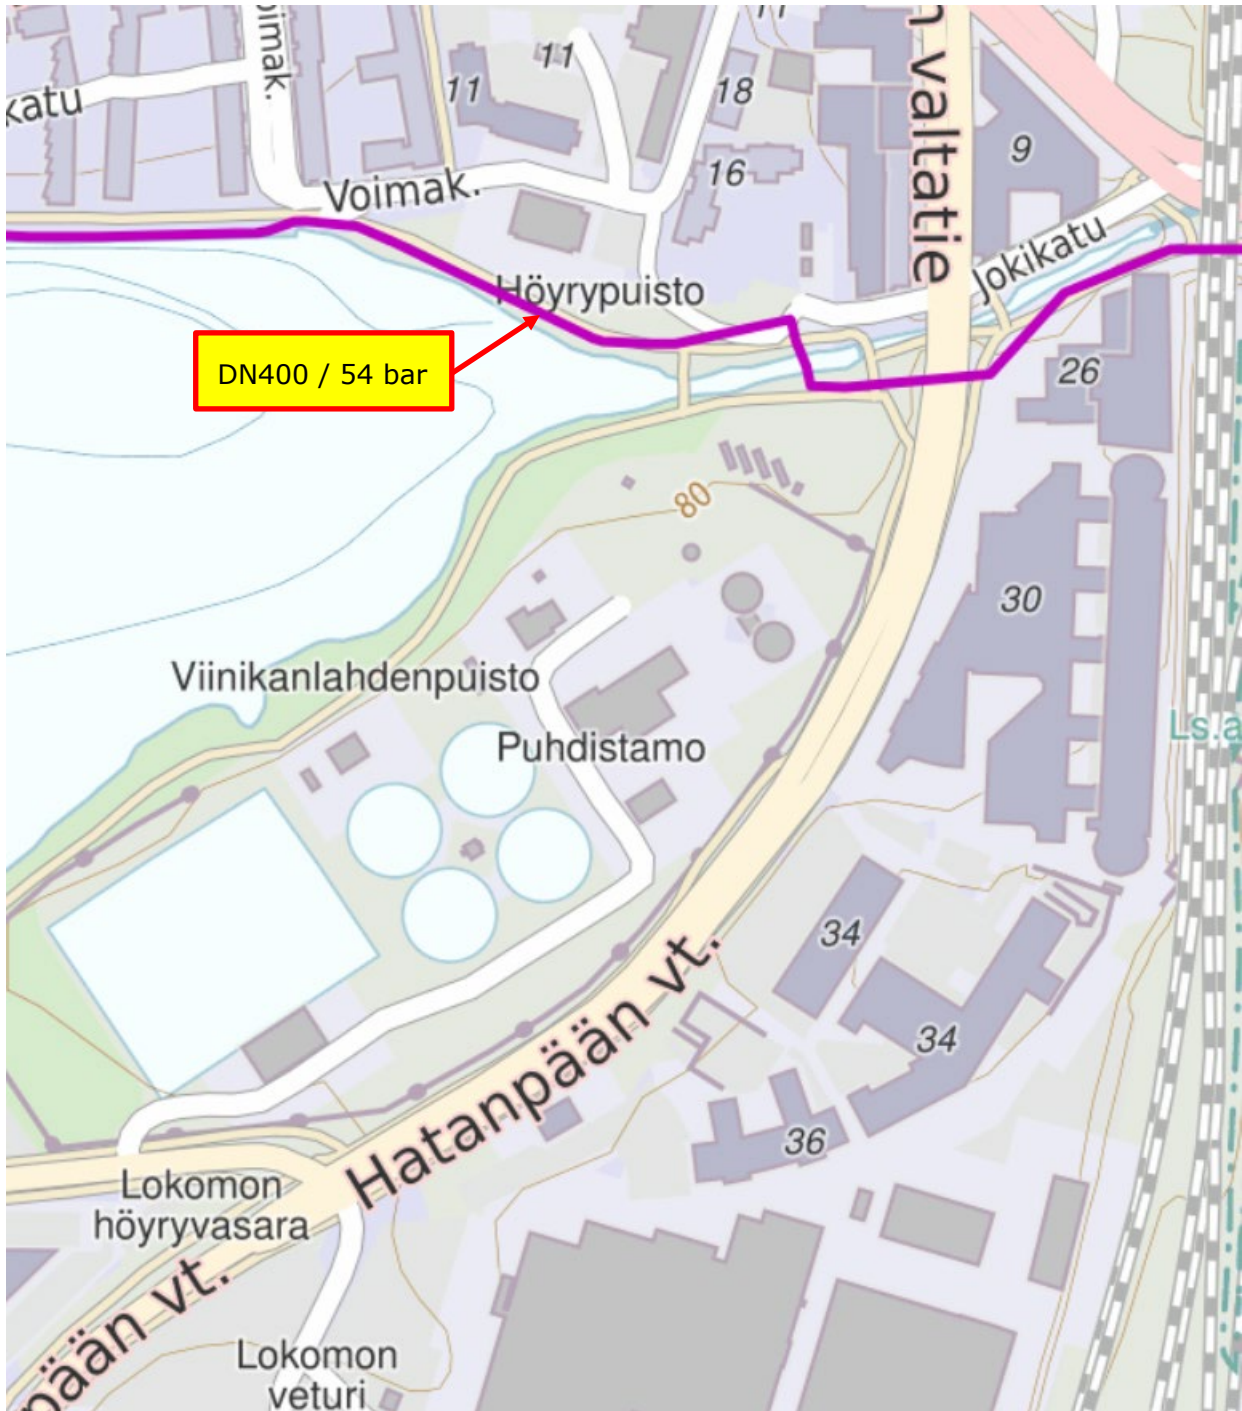 11
11
oimak.
katu
18
n valtatie
9
16
Voimak.
Jokikatu
Höyrypuisto
DN400 / 54 bar
26
80
30
Viinikanlahdenpuisto
Puhdistamo
Ls.a
34
34
Hatanpään vt.
36
Lokomon
höyryvasara
pään vt.
Lokomon
veturi